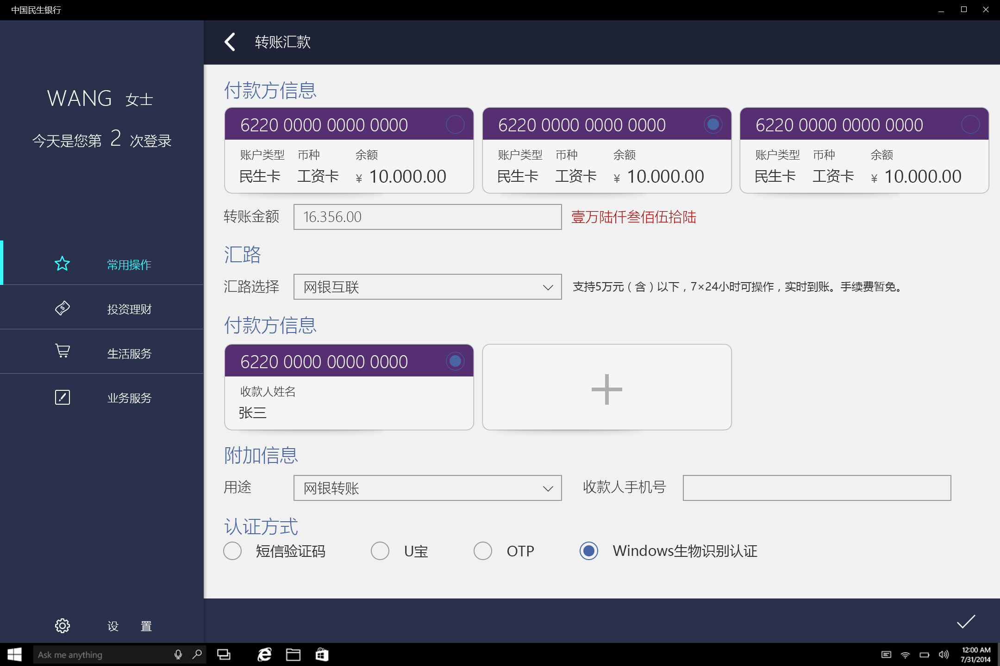 中国民生银行
转账汇款
WANG 女士
今天是您第 2 次登录
常用操作
投资理财
生活服务
业务服务
设 置
付款方信息
6220 0000 0000 0000
账户类型 币种 余额
民生卡 工资卡 ¥ 10.000.00
6220 0000 0000 0000
账户类型 币种 余额
民生卡 工资卡 ¥ 10.000.00
6220 0000 0000 0000
账户类型 币种 余额
民生卡 工资卡 ¥ 10.000.00
转账金额 16.356.00 壹万陆仟叁佰伍拾陆
汇路
汇路选择 网银互联 支持5万元（含）以下，7×24小时可操作，实时到账。手续费暂免。
付款方信息
6220 0000 0000 0000
收款人姓名
张三
附加信息
用途 网银转账 收款人手机号
认证方式
短信验证码 U宝 OTP Windows生物识别认证
Ask me anything
12:00 AM
7/31/2014